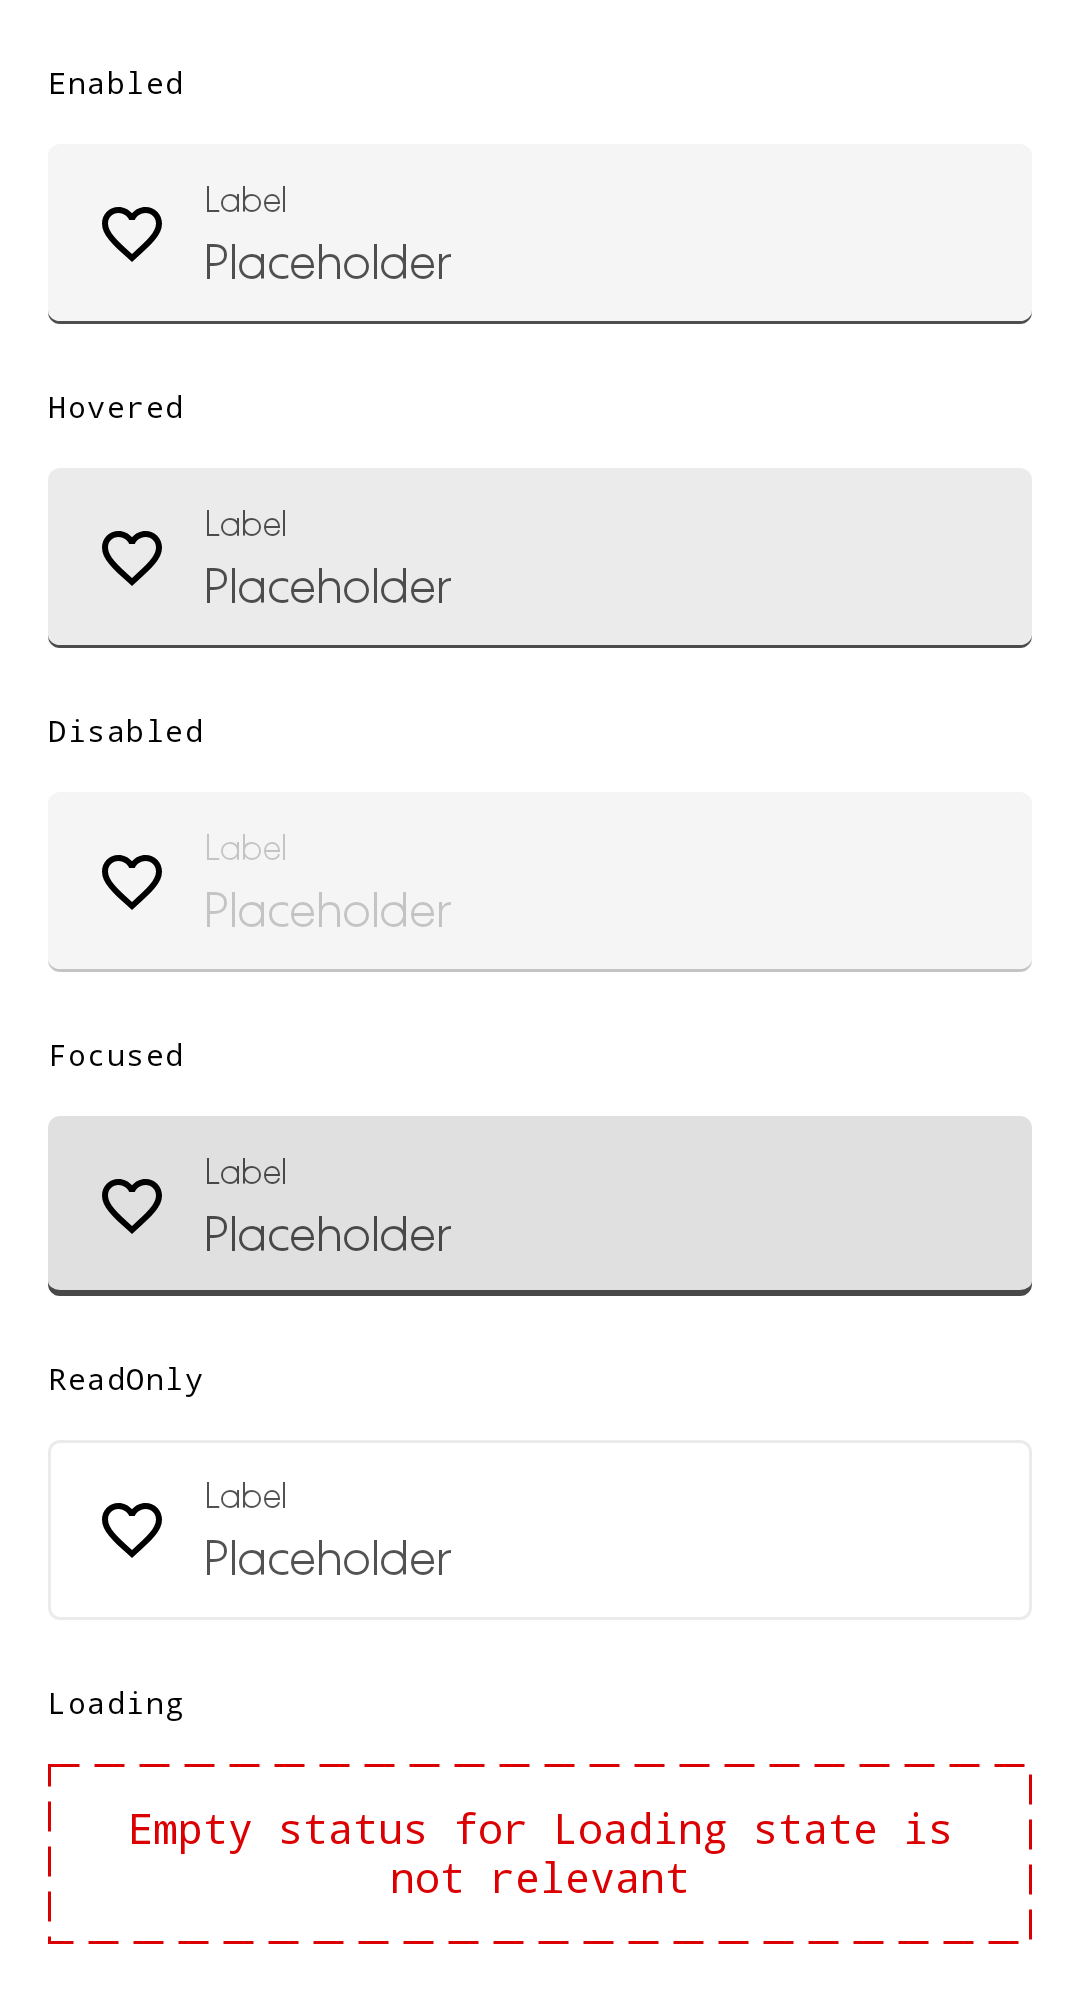 Enabled
Label
Placeholder
Hovered
Label
Placeholder
Disabled
Label
Placeholder
Focused
Label
Placeholder
ReadOnly
Label
Placeholder
Loading
Empty status for Loading state is
not relevant